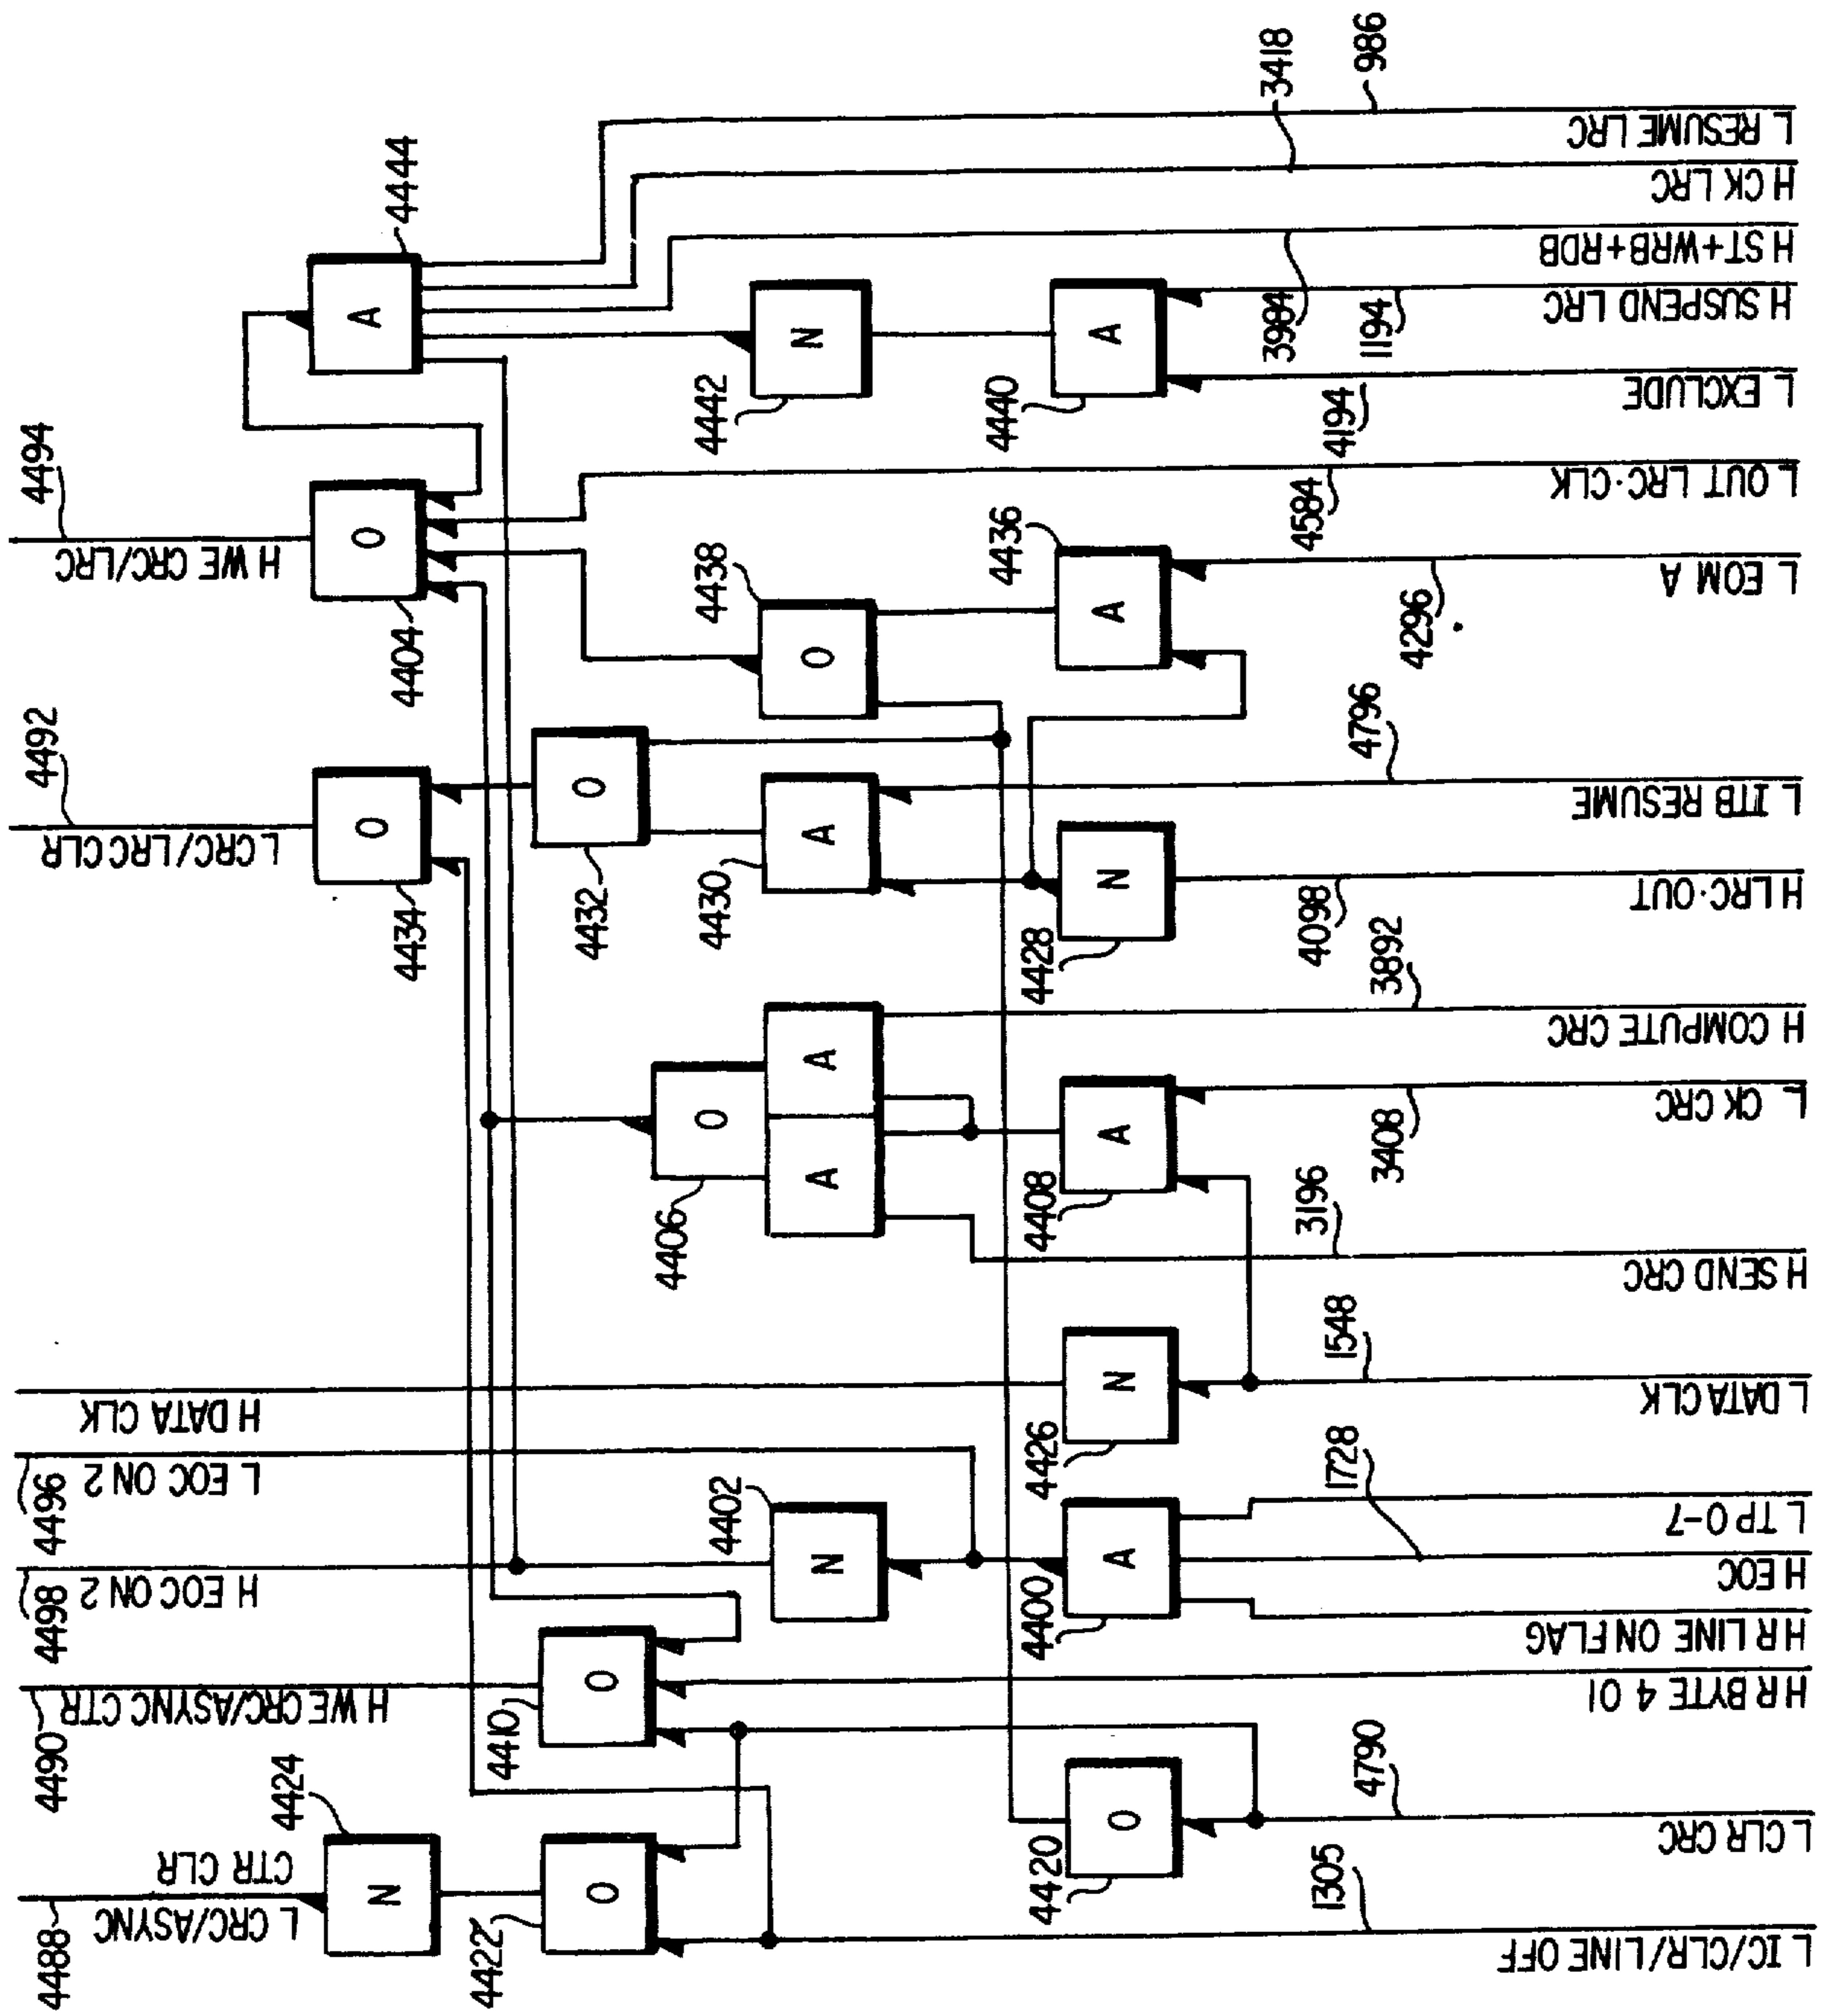 4488
L CRC/ASYNC
CTR CLR
4490
H WE CRC/ASYNC CTR
4498
H EOC ON 2
4496
L EOC ON 2
H DATA CLK
4492
L CRC/LRC CLR
4494
H WE CRC/LRC
4424
N
4434
O
4404
O
4444
A
4422
O
4410
O
4432
O
4402
N
4406
O
A
A
4430
A
4438
O
4442
N
4420
O
4400
A
4426
N
4408
A
4428
N
4436
A
4440
A
1305
L IC/CLR/LINE OFF
4790
L CLR CRC
H R BYTE 4 01
H R LINE ON FLAG
1728
H EOC
L TP 0-7
1548
L DATA CLK
3196
H SEND CRC
3408
L CK CRC
3892
H COMPUTE CRC
4098
H LRC·OUT
4796
L ITB RESUME
4296
L EOM A
4584
L OUT LRC·CLK
4194
L EXCLUDE
1194
H SUSPEND LRC
3984
H ST+WRB+RDB
3418
H CK LRC
986
L RESUME LRC